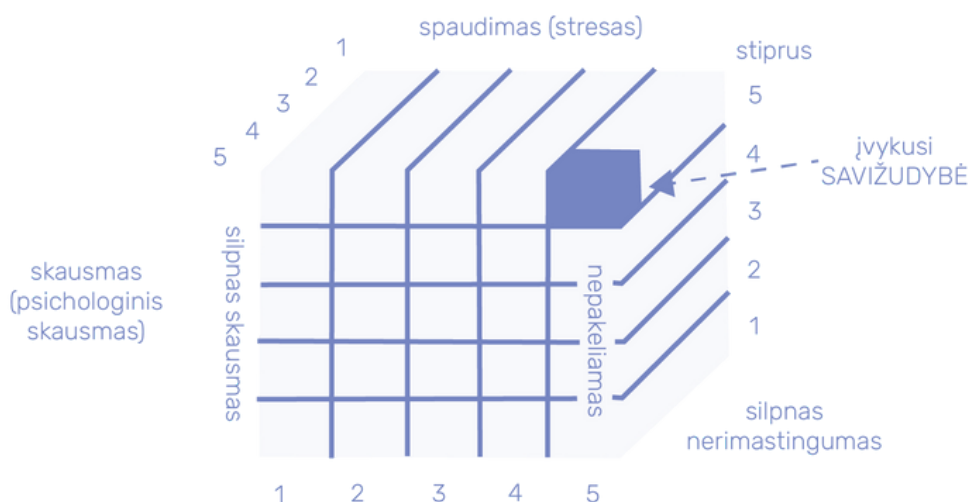 spaudimas (stresas)
1
2
3
4
5
stiprus
5
4
3
2
1
įvykusi
SAVIŽUDYBĖ
skausmas
(psichologinis
skausmas)
silpnas skausmas
nepakeliamas
silpnas
nerimastingumas
1 2 3 4 5